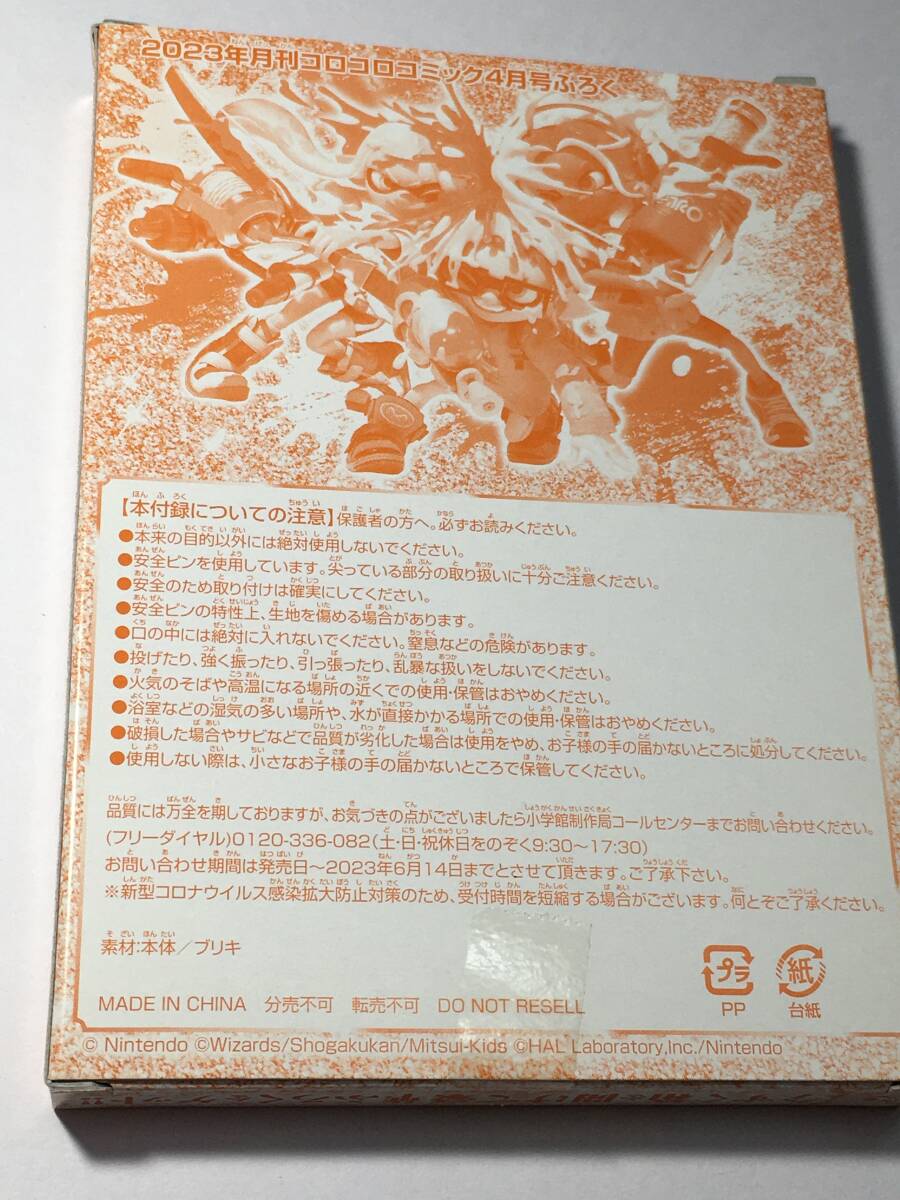 2023年月刊コロコロコミック4月号ふろく
【本付録についての注意】保護者の方へ。必ずお読みください。
●本来の目的以外には絶対使用しないでください。
●安全ピンを使用しています。尖っている部分の取り扱いに十分ご注意ください。
●安全のため取り付けは確実にしてください。
●安全ピンの特性上、生地を傷める場合があります。
●口の中には絶対に入れないでください。窒息などの危険があります。
●投げたり、強く振ったり、引っ張ったり、乱暴な扱いをしないでください。
●火気のそばや高温になる場所の近くでの使用・保管はおやめください。
●浴室などの湿気の多い場所や、水が直接かかる場所での使用・保管はおやめください。
●破損した場合やサビなどで品質が劣化した場合は使用をやめ、お子様の手の届かないところに処分してください。
●使用しない際は、小さなお子様の手の届かないところで保管してください。
品質には万全を期しておりますが、お気づきの点がございましたら小学館制作局コールセンターまでお問い合わせください。
(フリーダイヤル)0120-336-082(土・日・祝休日をのぞく9:30〜17:30)
お問い合わせ期間は発売日〜2023年6月14日までとさせて頂きます。ご了承下さい。
※新型コロナウイルス感染拡大防止対策のため、受付時間を短縮する場合がございます。何とぞご了承ください。
素材:本体/ブリキ
プラ
PP
紙
台紙
MADE IN CHINA 分売不可 転売不可 DO NOT RESELL
© Nintendo ©Wizards/Shogakukan/Mitsui-Kids ©HAL Laboratory,Inc./Nintendo